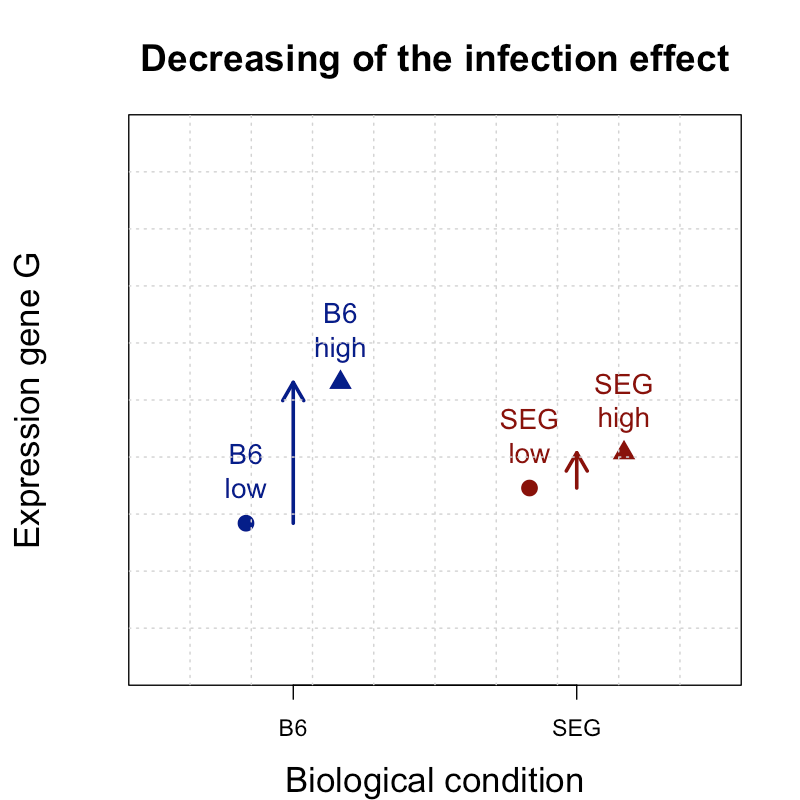 Decreasing of the infection effect
Expression gene G
B6
high
B6
low
SEG
low
SEG
high
B6
SEG
Biological condition